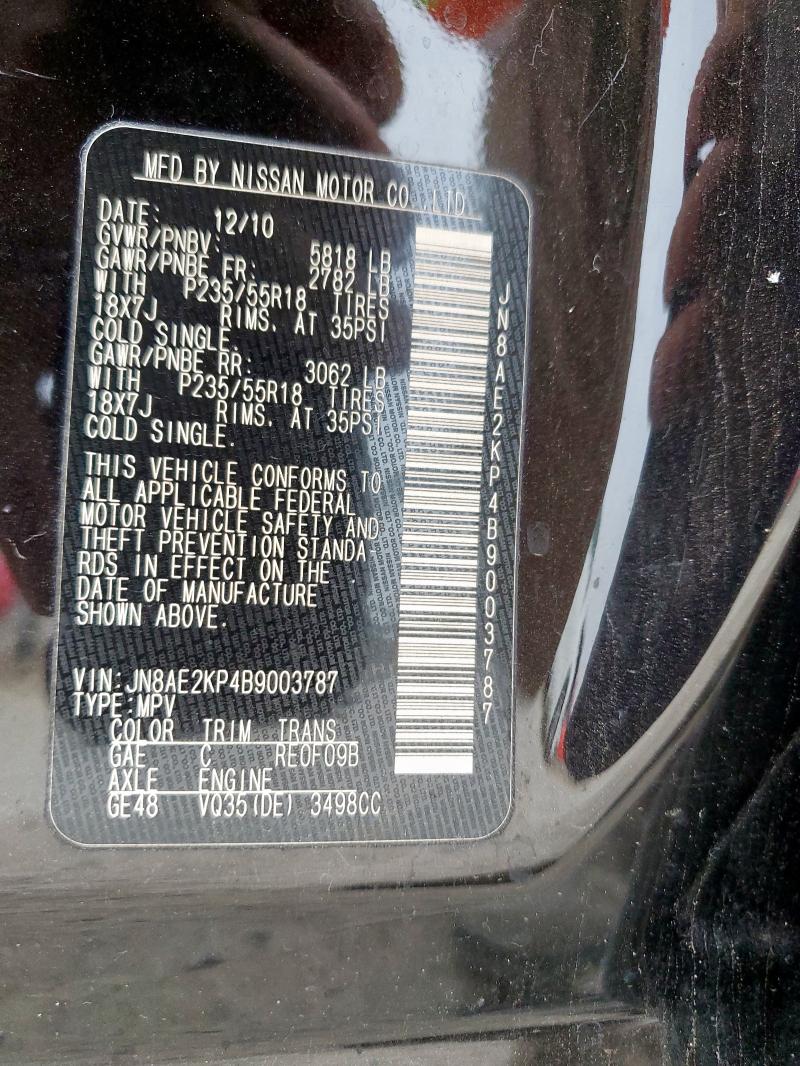 MFD BY NISSAN MOTOR CO.,LTD.
DATE: 12/10
GVWR/PNBV: 5818 LB
GAWR/PNBE FR: 2782 LB
WITH P235/55R18 TIRES
18X7J RIMS. AT 35PSI
COLD SINGLE.
GAWR/PNBE RR: 3062 LB
WITH P235/55R18 TIRES
18X7J RIMS. AT 35PSI
COLD SINGLE.
THIS VEHICLE CONFORMS TO
ALL APPLICABLE FEDERAL
MOTOR VEHICLE SAFETY AND
THEFT PREVENTION STANDA
RDS IN EFFECT ON THE
DATE OF MANUFACTURE
SHOWN ABOVE.
VIN:JN8AE2KP4B9003787
TYPE:MPV
COLOR TRIM TRANS
GAE C RE0F09B
AXLE ENGINE
GE48 VQ35(DE) 3498CC
JN8AE2KP4B9003787